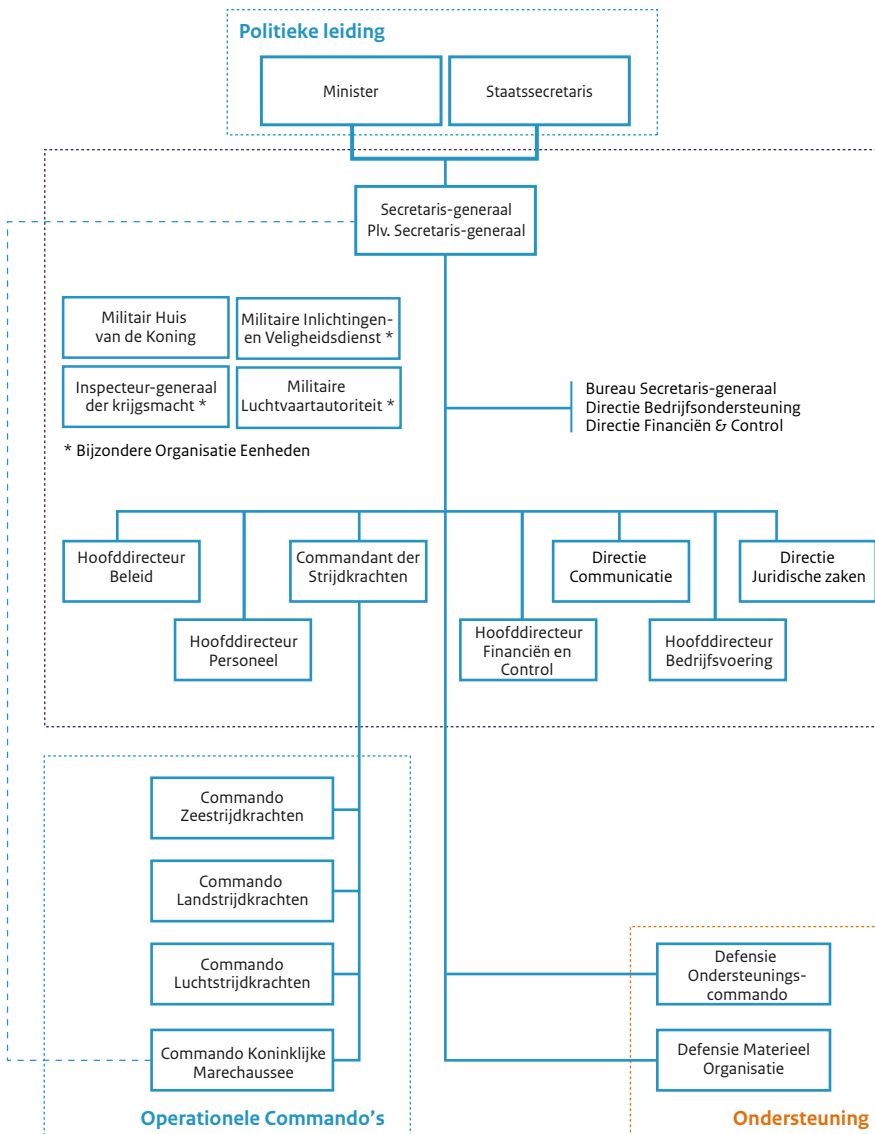 Politieke leiding
Minister
Staatssecretaris
Secretaris-generaal
Plv. Secretaris-generaal
Militair Huis
van de Koning
Militaire Inlichtingen-
en Veligheidsdienst *
Inspecteur-generaal
der krijgsmacht *
Militaire
Luchtvaartautoriteit *
* Bijzondere Organisatie Eenheden
Bureau Secretaris-generaal
Directie Bedrijfsondersteuning
Directie Financiën & Control
Hoofddirecteur
Beleid
Commandant der
Strijdkrachten
Directie
Communicatie
Directie
Juridische zaken
Hoofddirecteur
Personeel
Hoofddirecteur
Financiën en
Control
Hoofddirecteur
Bedrijfsvoering
Commando
Zeestrijdkrachten
Commando
Landstrijdkrachten
Commando
Luchtstrijdkrachten
Commando Koninklijke
Marechaussee
Operationele Commando's
Defensie
Ondersteunings-
commando
Defensie Materieel
Organisatie
Ondersteuning